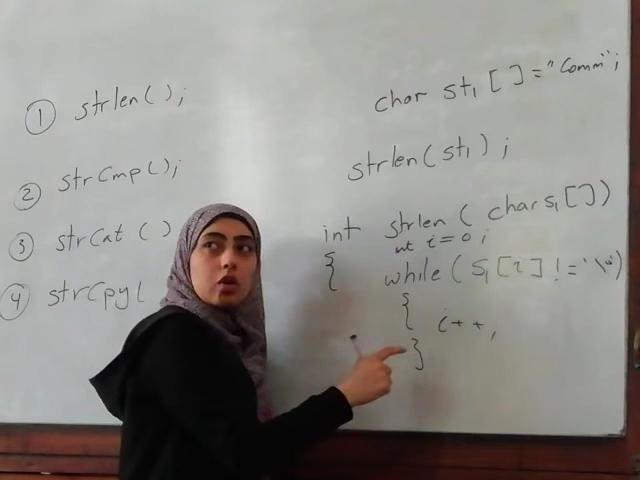 ① strlen();
② strcmp();
③ strcat ()
④ strcpy(
char st₁ [] = "Comm";
strlen(st₁);
int strlen ( char s₁[])
int i=0;
{ while ( s₁[i] != '\0')
{ i++,
}